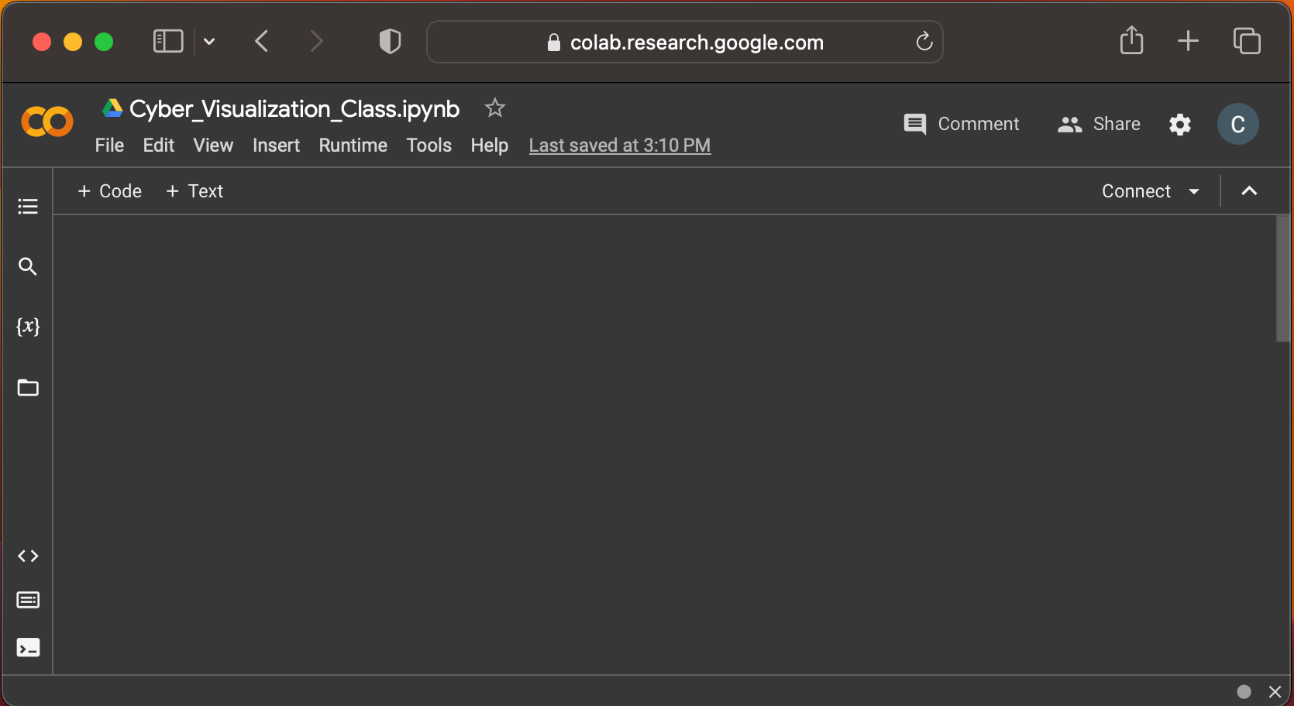 colab.research.google.com
Cyber_Visualization_Class.ipynb
Comment
Share
C
File Edit View Insert Runtime Tools Help Last saved at 3:10 PM
+ Code + Text
Connect
{x}